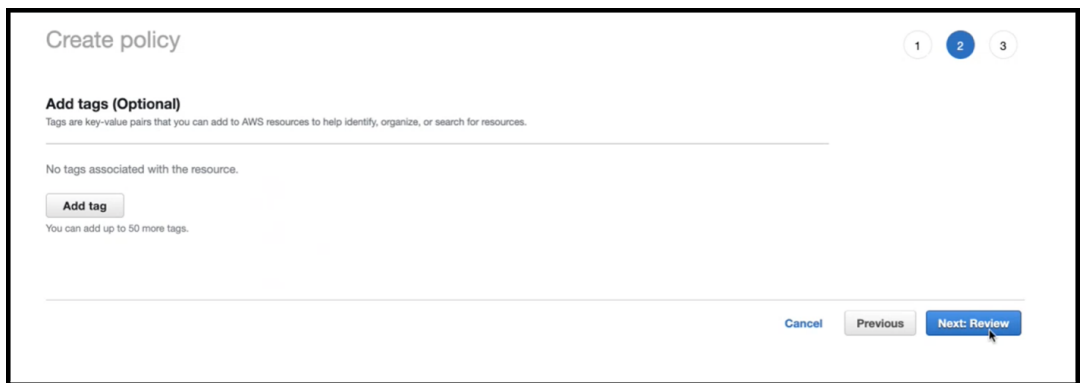 Create policy
1 2 3
Add tags (Optional)
Tags are key-value pairs that you can add to AWS resources to help identify, organize, or search for resources.
No tags associated with the resource.
Add tag
You can add up to 50 more tags.
Cancel Previous Next: Review